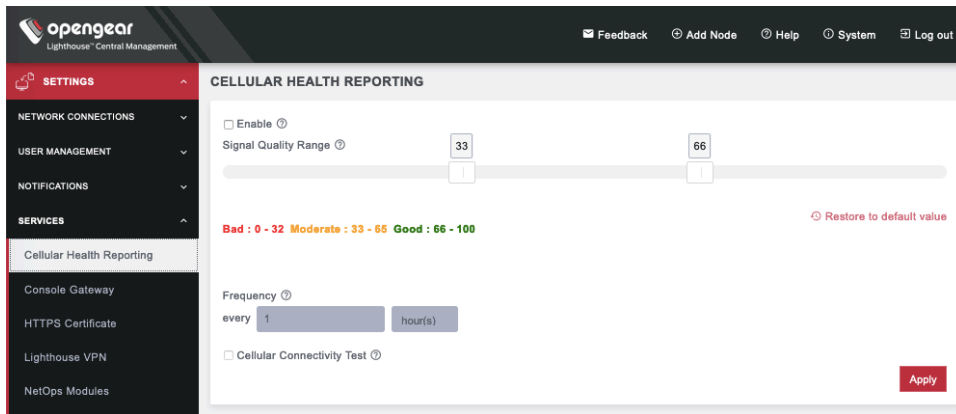 opengear
Lighthouse™ Central Management
Feedback
Add Node
Help
System
Log out
SETTINGS
NETWORK CONNECTIONS
USER MANAGEMENT
NOTIFICATIONS
SERVICES
Cellular Health Reporting
Console Gateway
HTTPS Certificate
Lighthouse VPN
NetOps Modules
CELLULAR HEALTH REPORTING
Enable
Signal Quality Range
33
66
Restore to default value
Bad : 0 - 32 Moderate : 33 - 65 Good : 66 - 100
Frequency
every 1 hour(s)
Cellular Connectivity Test
Apply